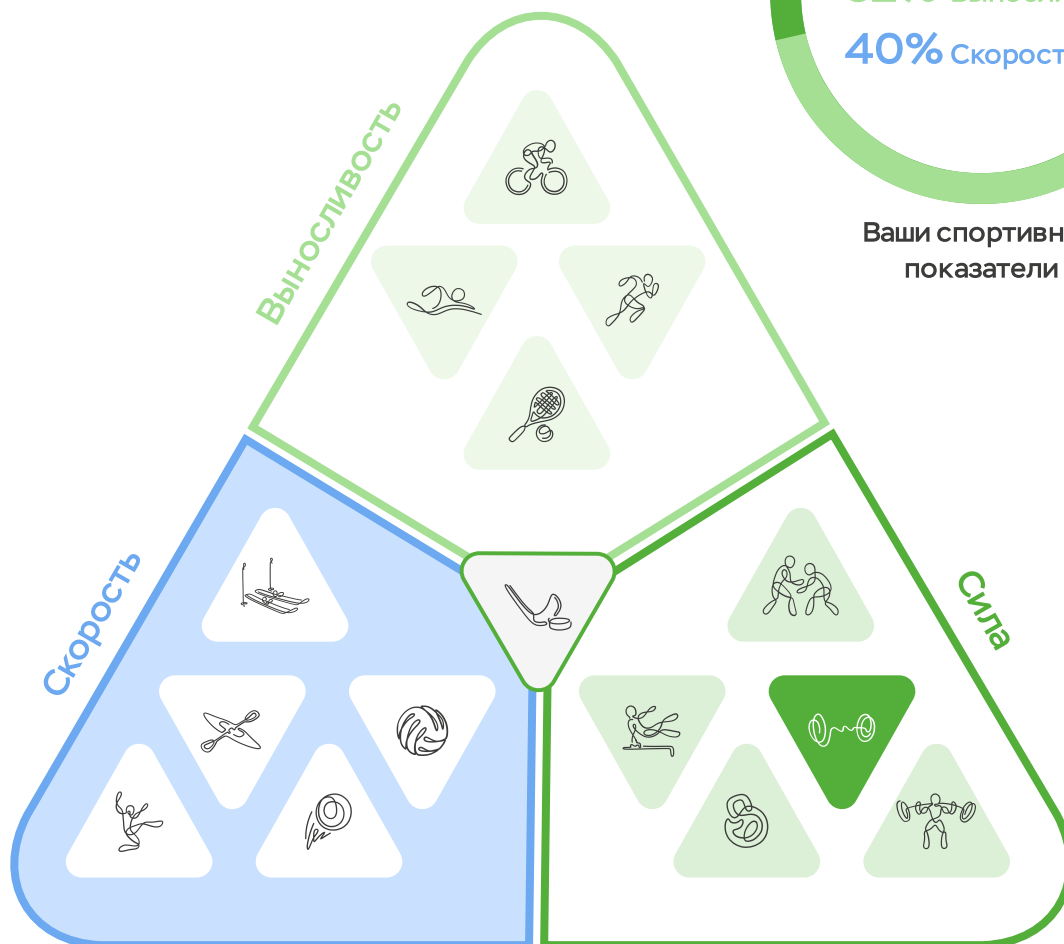 40% Скорост
Ваши спортивн
показатели
Выносливость
Скорость
Сила